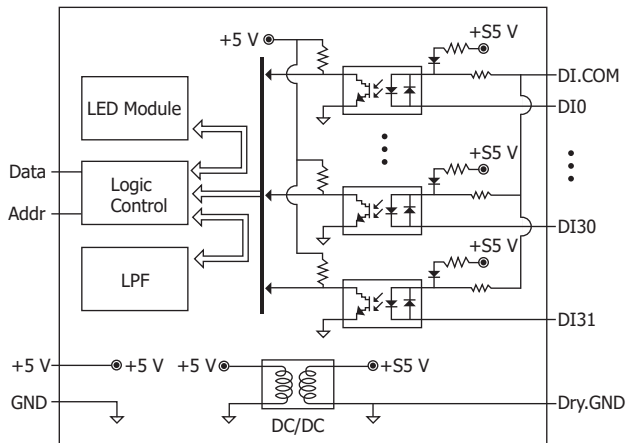 +5 V
+S5 V
DI.COM
DI0
LED Module
Data
Logic Control
Addr
LPF
+S5 V
DI30
+S5 V
DI31
+5 V
+5 V
+5 V
+S5 V
GND
DC/DC
Dry.GND